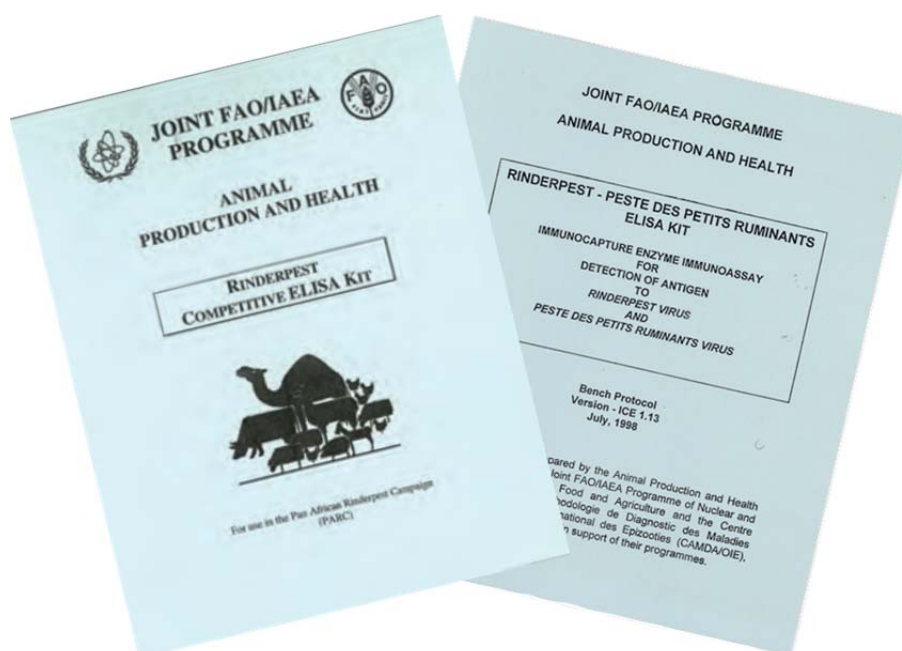 JOINT FAO/IAEA
PROGRAMME
F A O
FIAT PANIS
ANIMAL
PRODUCTION AND HEALTH
RINDERPEST
COMPETITIVE ELISA KIT
For use in the Pan African Rinderpest Campaign
(PARC)
JOINT FAO/IAEA PROGRAMME
ANIMAL PRODUCTION AND HEALTH
RINDERPEST - PESTE DES PETITS RUMINANTS
ELISA KIT
IMMUNOCAPTURE ENZYME IMMUNOASSAY
FOR
DETECTION OF ANTIGEN
TO
RINDERPEST VIRUS
AND
PESTE DES PETITS RUMINANTS VIRUS
Bench Protocol
Version - ICE 1.13
July, 1998
by the Animal Production and Health
Joint FAO/IAEA Programme of Nuclear and
Food and Agriculture and the Centre
de Diagnostic des Maladies
des Epizooties (CAMDA/OIE),
support of their programmes.